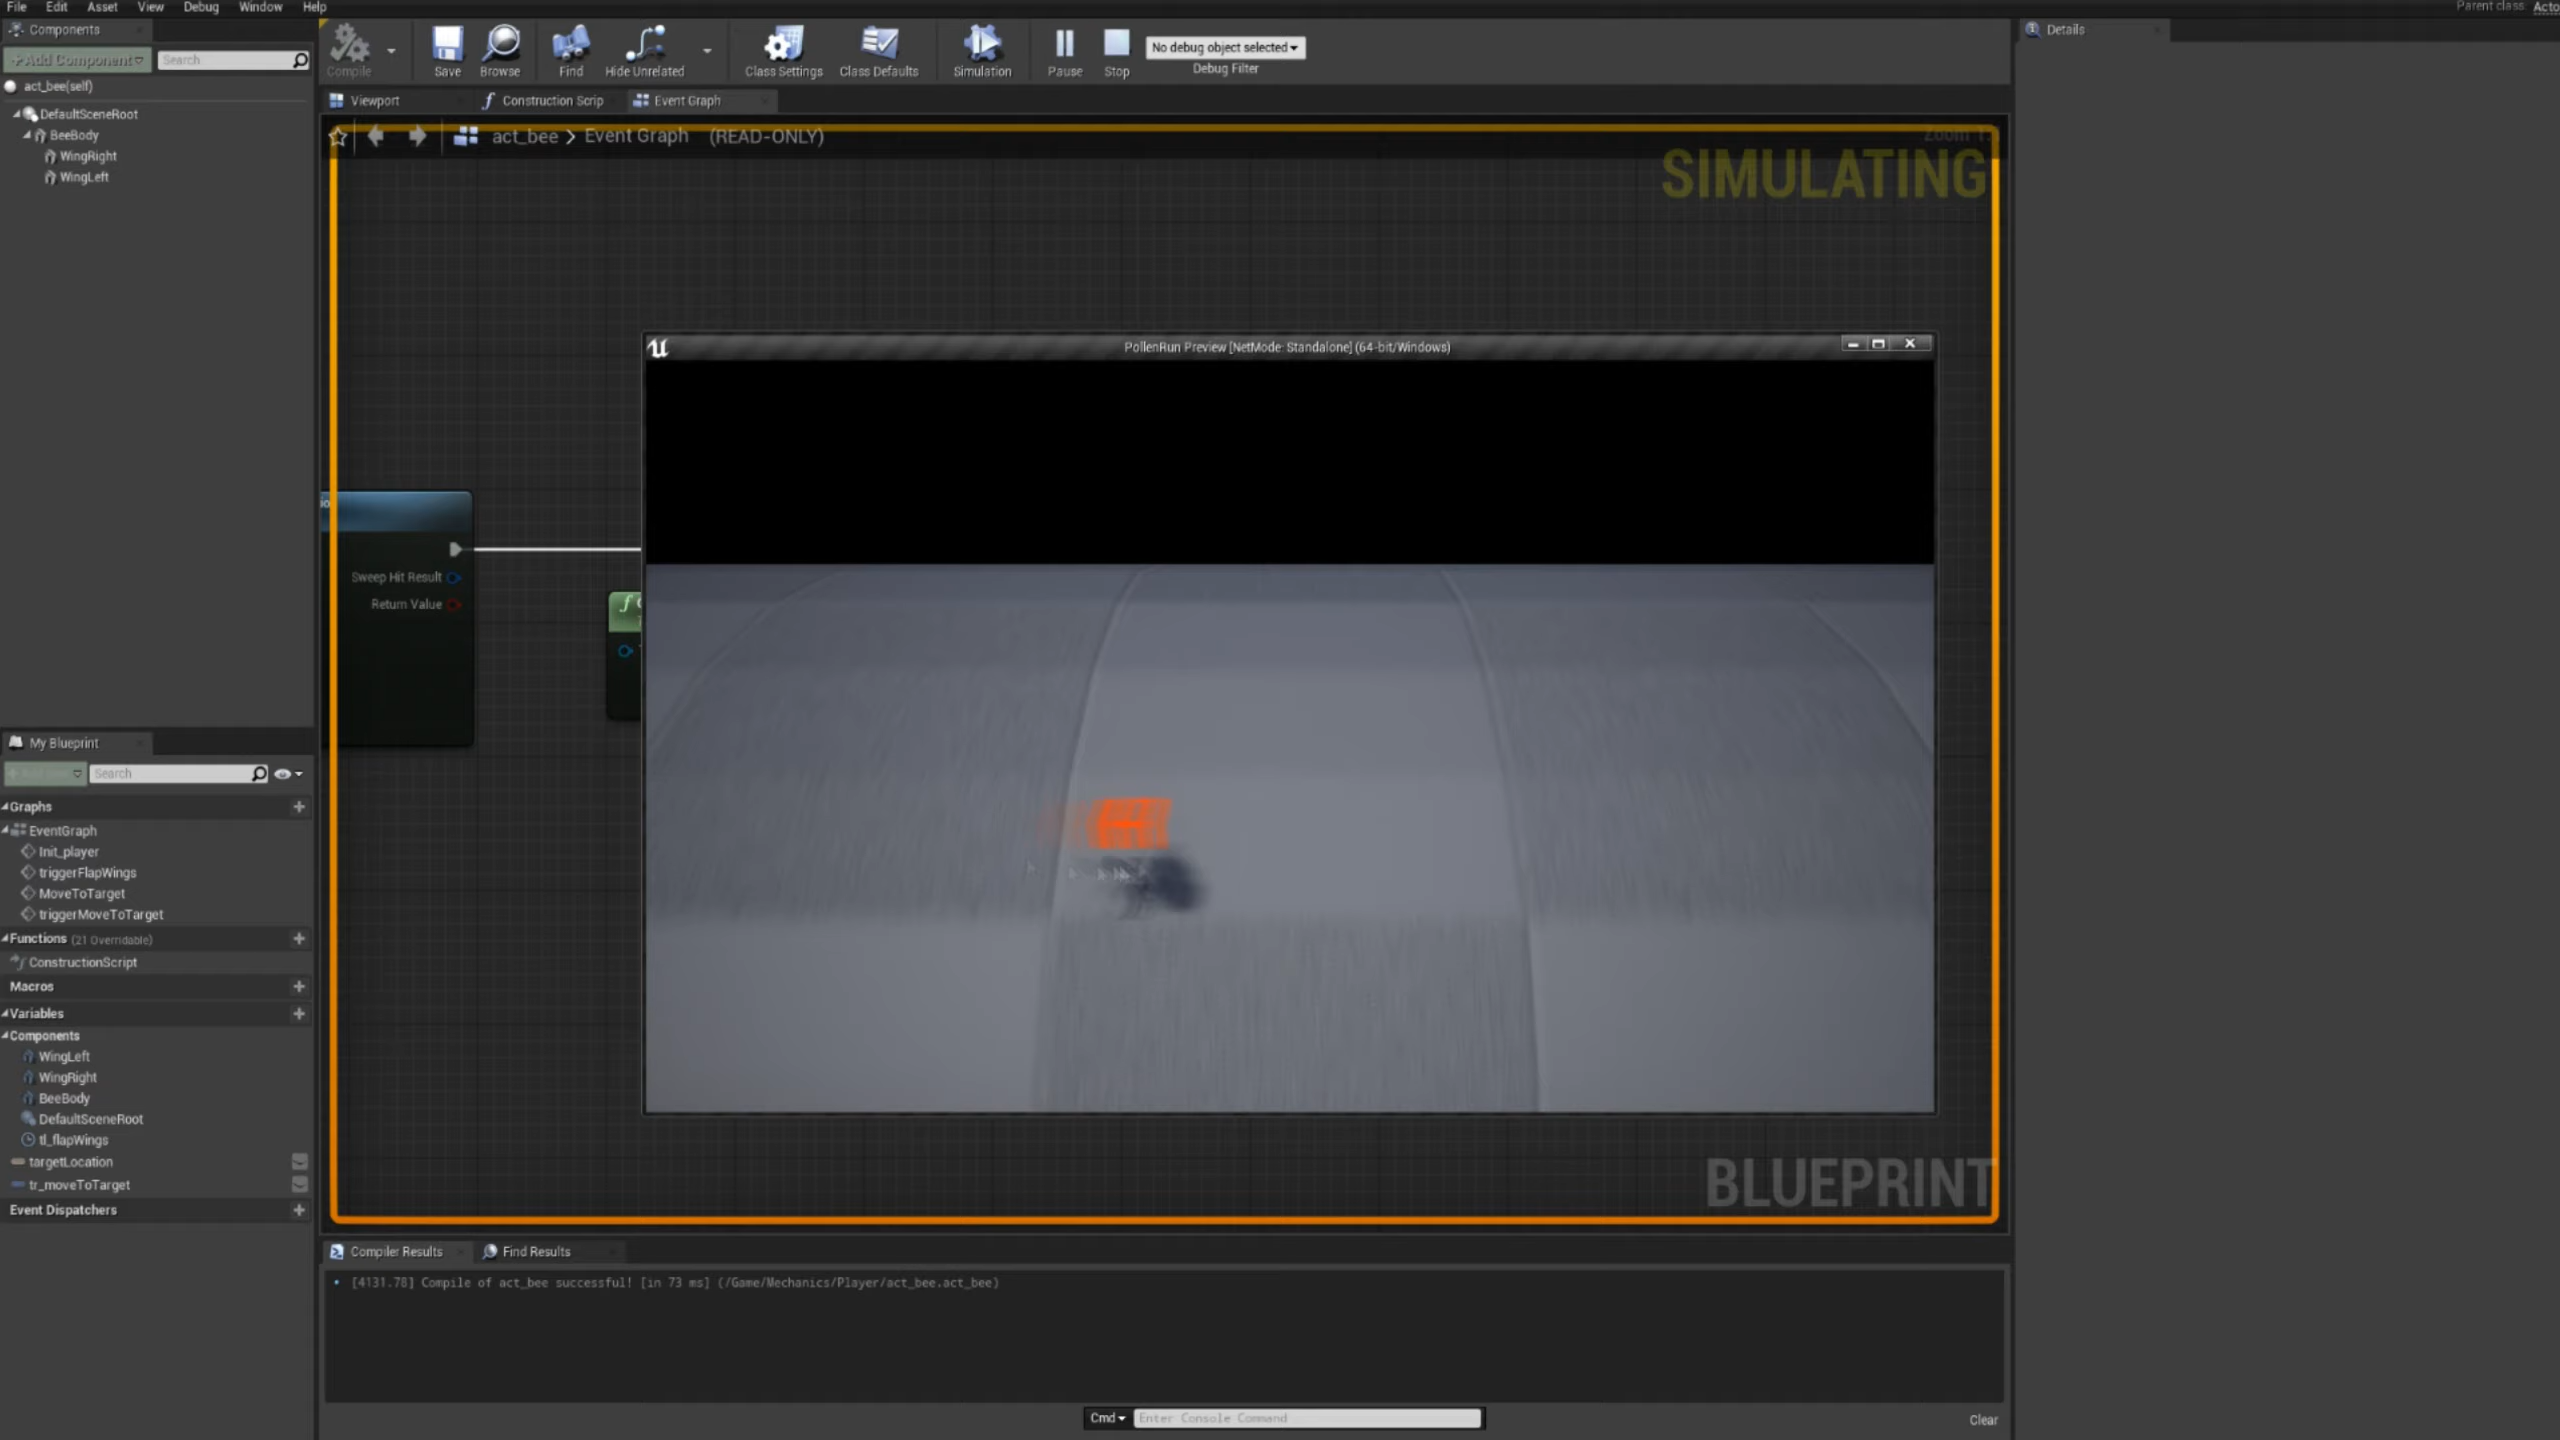 File Edit Asset View Debug Window Help
Parent class: Acto
Components
+Add Component
Search
act_bee(self)
DefaultSceneRoot
BeeBody
WingRight
WingLeft
Compile
Save
Browse
Find
Hide Unrelated
Class Settings
Class Defaults
Simulation
Pause
Stop
No debug object selected
Debug Filter
Details
Viewport
Construction Scrip
Event Graph
act_bee > Event Graph (READ-ONLY)
SIMULATING
PollenRun Preview [NetMode: Standalone] (64-bit/Windows)
Sweep Hit Result
Return Value
BLUEPRINT
My Blueprint
Search
Graphs
EventGraph
Init_player
triggerFlapWings
MoveToTarget
triggerMoveToTarget
Functions (21 Overridable)
ConstructionScript
Macros
Variables
Components
WingLeft
WingRight
BeeBody
DefaultSceneRoot
tl_flapWings
targetLocation
tr_moveToTarget
Event Dispatchers
Compiler Results
Find Results
[4131.78] Compile of act_bee successful! [in 73 ms] (/Game/Mechanics/Player/act_bee.act_bee)
Cmd
Enter Console Command
Clear